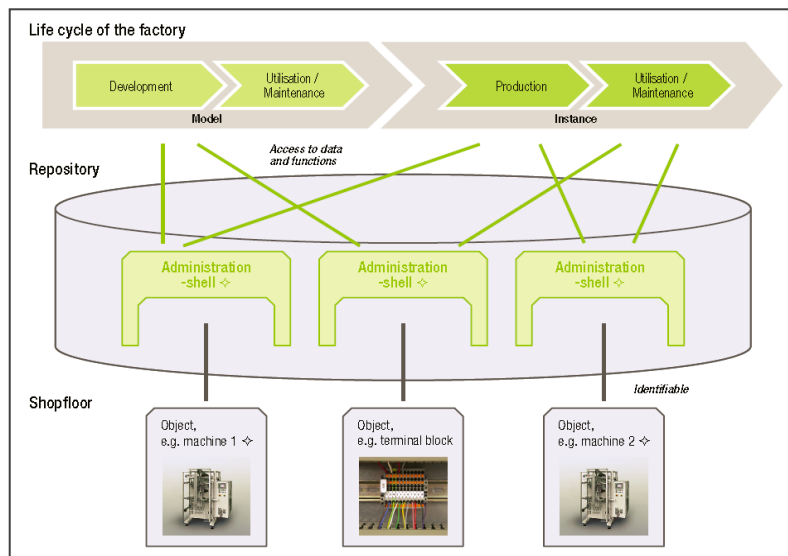 Life cycle of the factory
Development
Utilisation /
Maintenance
Production
Utilisation /
Maintenance
Model
Instance
Access to data
and functions
Repository
Administration
-shell ✧
Administration
-shell ✧
Administration
-shell ✧
identifiable
Shopfloor
Object,
e.g. machine 1 ✧
Object,
e.g. terminal block
Object,
e.g. machine 2 ✧